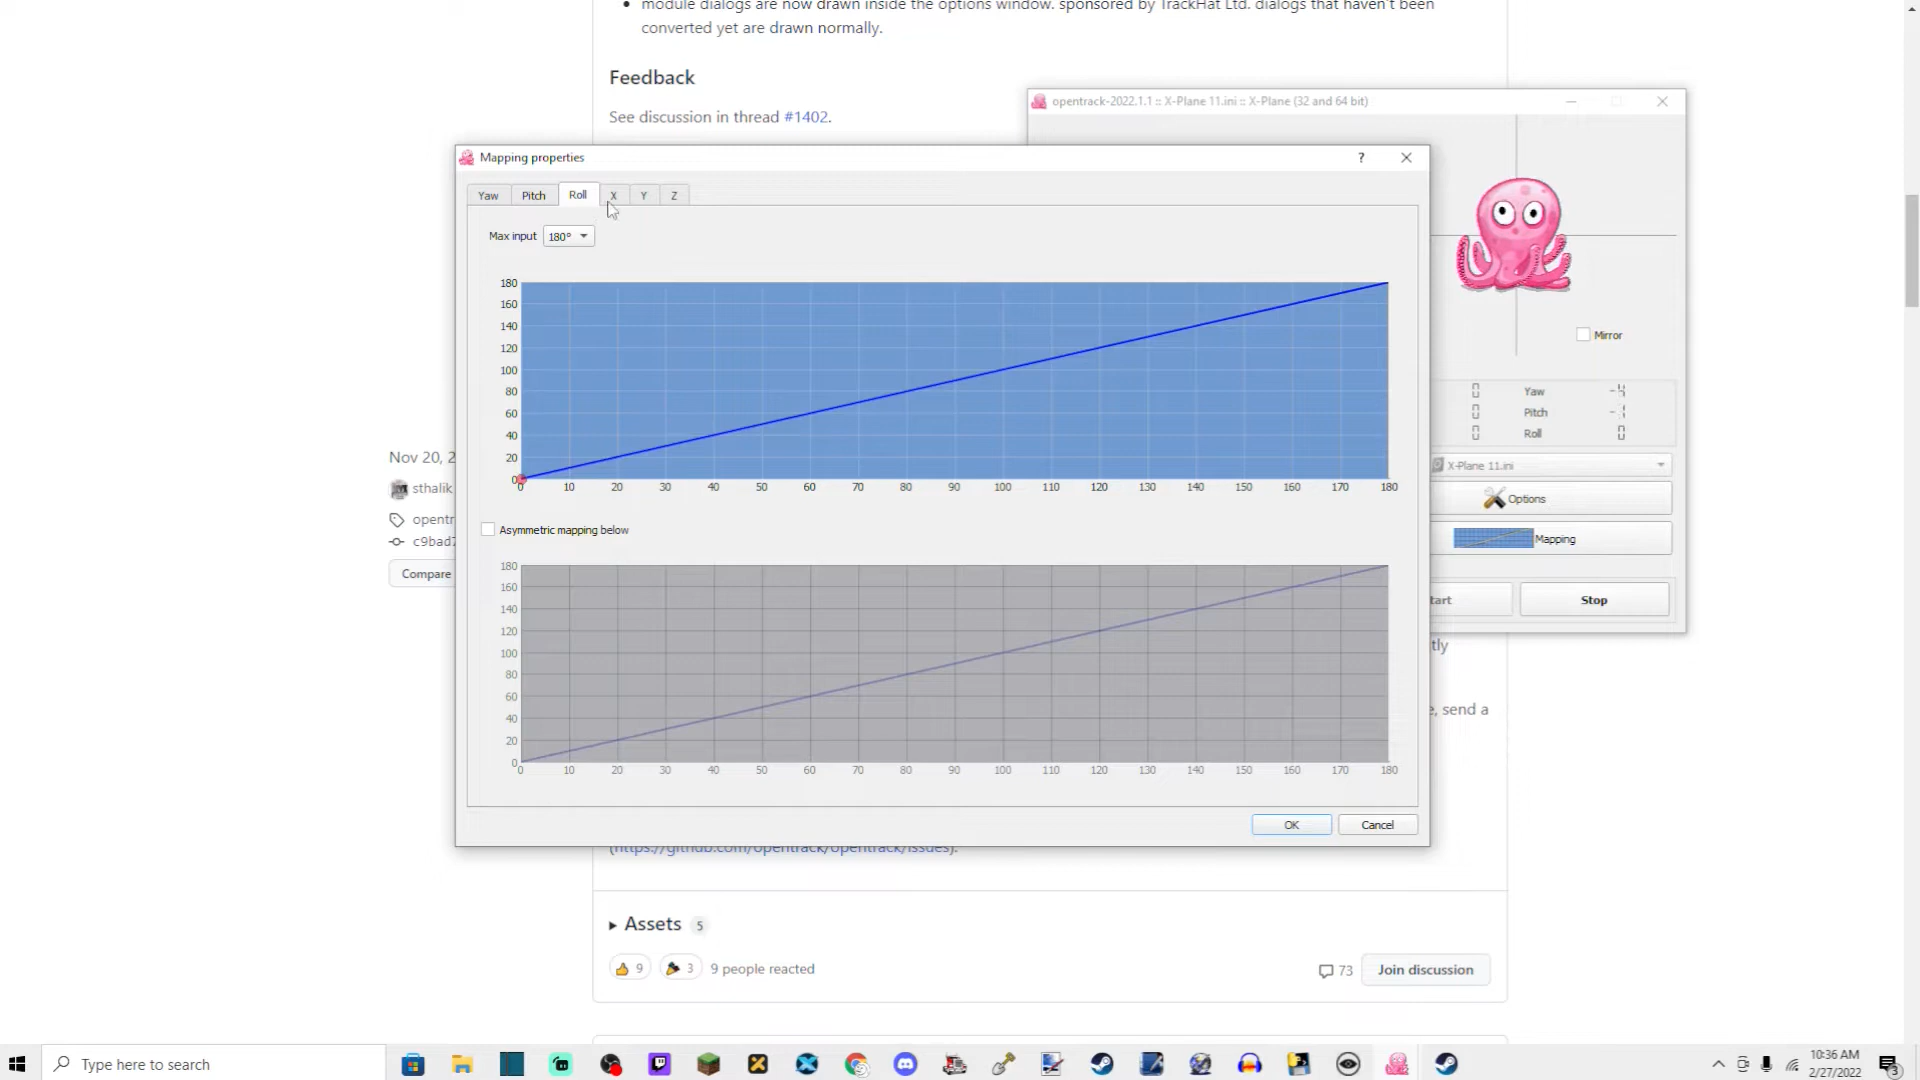 module dialogs are now drawn inside the options window. sponsored by TrackHat Ltd. dialogs that haven't been
converted yet are drawn normally.
Feedback
See discussion in thread #1402.
opentrack-2022.1.1 :: X-Plane 11.ini :: X-Plane (32 and 64 bit)
Mapping properties
?
Yaw Pitch Roll X Y Z
Max input 180°
180
160
140
120
100
80
60
40
20
0
0 10 20 30 40 50 60 70 80 90 100 110 120 130 140 150 160 170 180
Asymmetric mapping below
180
160
140
120
100
80
60
40
20
0
0 10 20 30 40 50 60 70 80 90 100 110 120 130 140 150 160 170 180
OK Cancel
Mirror
0 Yaw -4
0 Pitch
0 Roll 0
X-Plane 11.ini
Options
Mapping
tart Stop
Nov 20, 2
sthalik
opentr
c9bad7
Compare
tly
e, send a
(https://github.com/opentrack/opentrack/issues).
Assets 5
9 3 9 people reacted
73 Join discussion
Type here to search
10:36 AM
2/27/2022
3